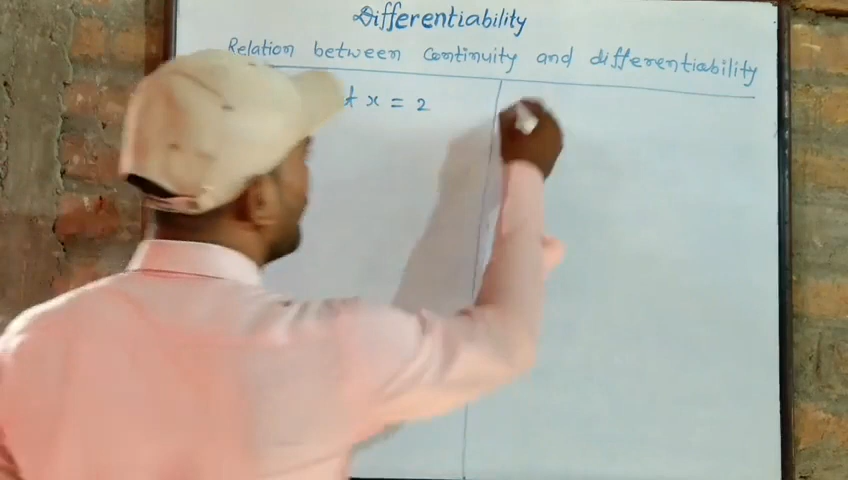 Differentiability
Relation between Continuity and differentiability
x = 2